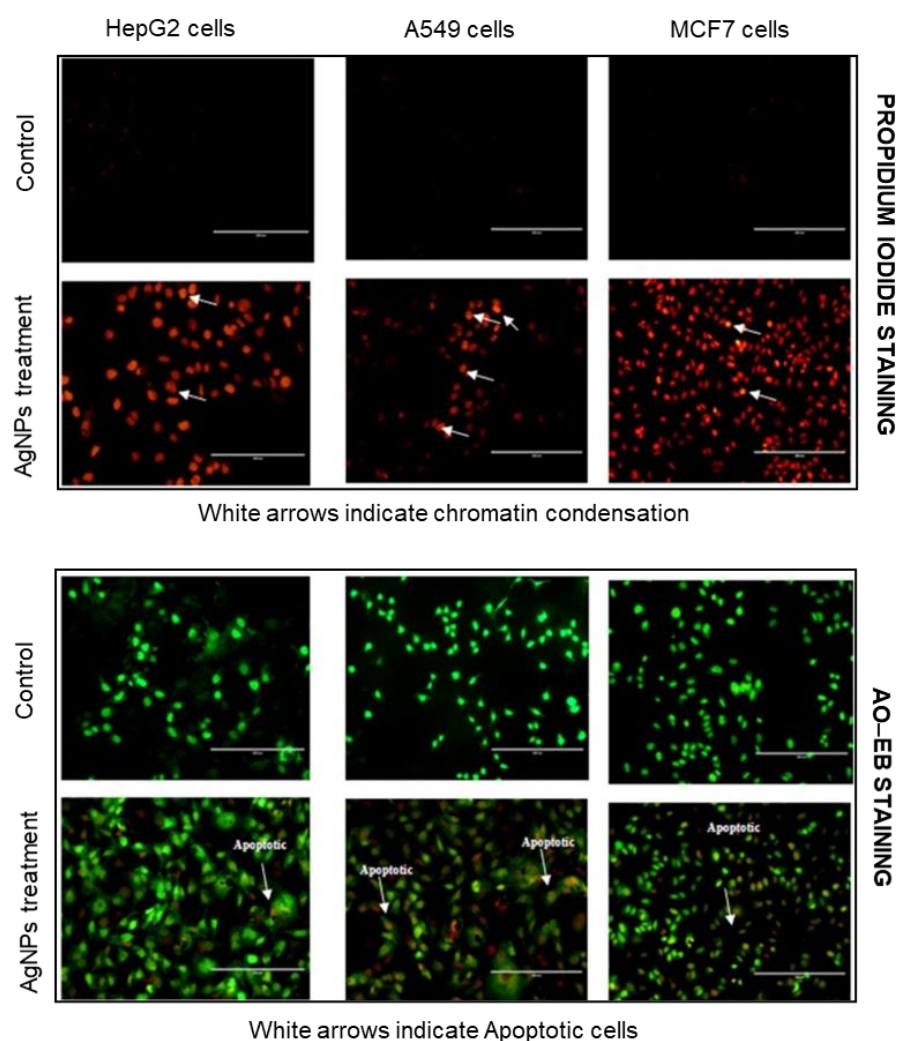 HepG2 cells
A549 cells
MCF7 cells
Control
AgNPs treatment
PROPIDIUM IODIDE STAINING
White arrows indicate chromatin condensation
Control
AgNPs treatment
Apoptotic
Apoptotic
Apoptotic
Apoptotic
AO–EB STAINING
White arrows indicate Apoptotic cells